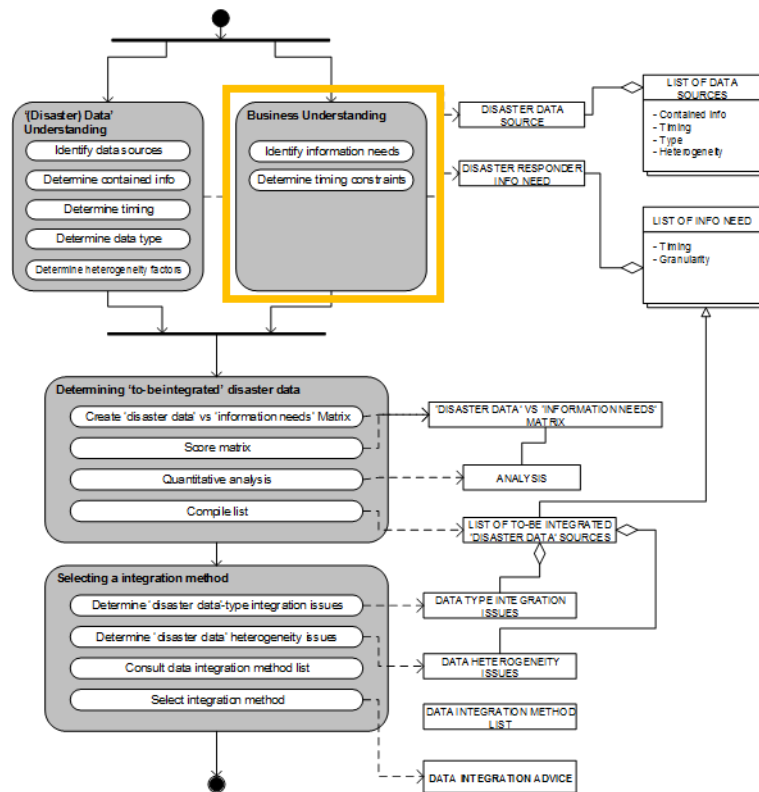 '(Disaster) Data'
Understanding
Identify data sources
Determine contained info
Determine timing
Determine data type
Determine heterogeneity factors
Business Understanding
Identify information needs
Determine timing constraints
DISASTER DATA
SOURCE
DISASTER RESPONDER
INFO NEED
LIST OF DATA
SOURCES
- Contained Info
- Timing
- Type
- Heterogeneity
LIST OF INFO NEED
- Timing
- Granularity
Determining 'to-be integrated' disaster data
Create 'disaster data' vs 'information needs' Matrix
Score matrix
Quantitative analysis
Compile list
'DISASTER DATA' VS 'INFORMATION NEEDS'
MATRIX
ANALYSIS
LIST OF TO-BE INTEGRATED
'DISASTER DATA' SOURCES
Selecting a integration method
Determine 'disaster data'-type integration issues
Determine 'disaster data' heterogeneity issues
Consult data integration method list
Select integration method
DATA TYPE INTEGRATION
ISSUES
DATA HETEROGENEITY
ISSUES
DATA INTEGRATION METHOD
LIST
DATA INTEGRATION ADVICE